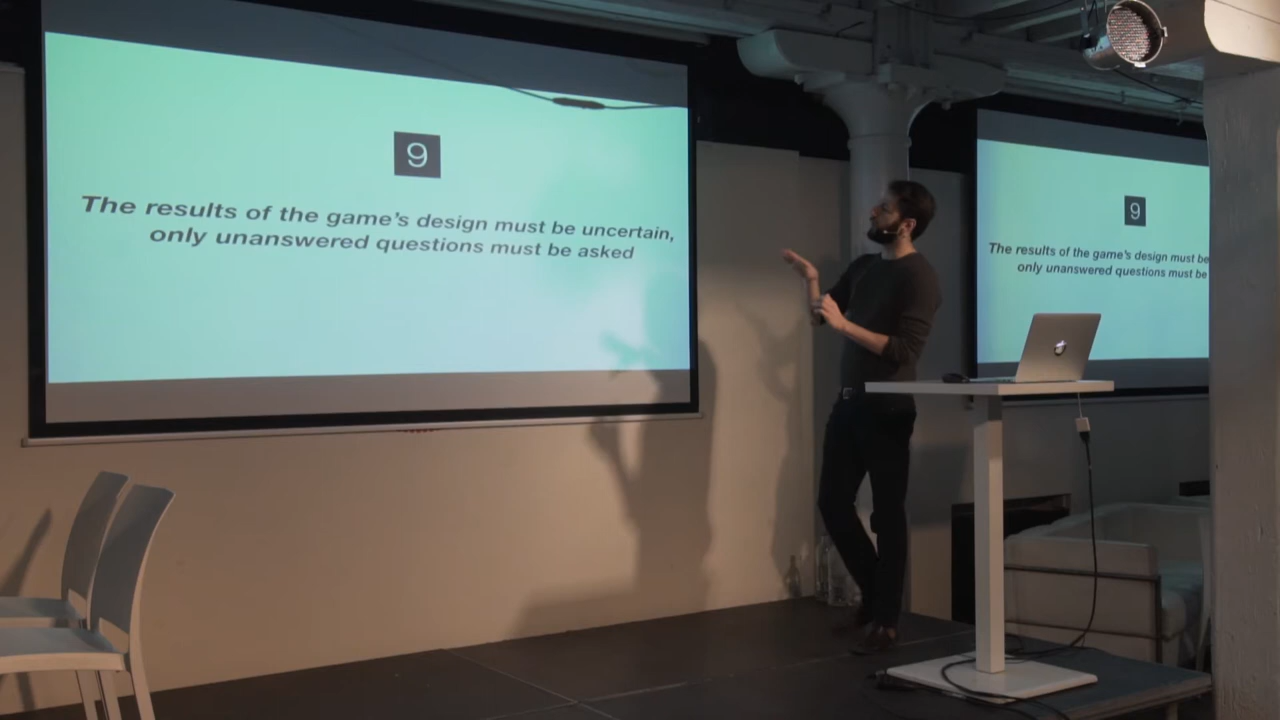 9
The results of the game's design must be uncertain,
only unanswered questions must be asked
9
The results of the game's design must be
only unanswered questions must be